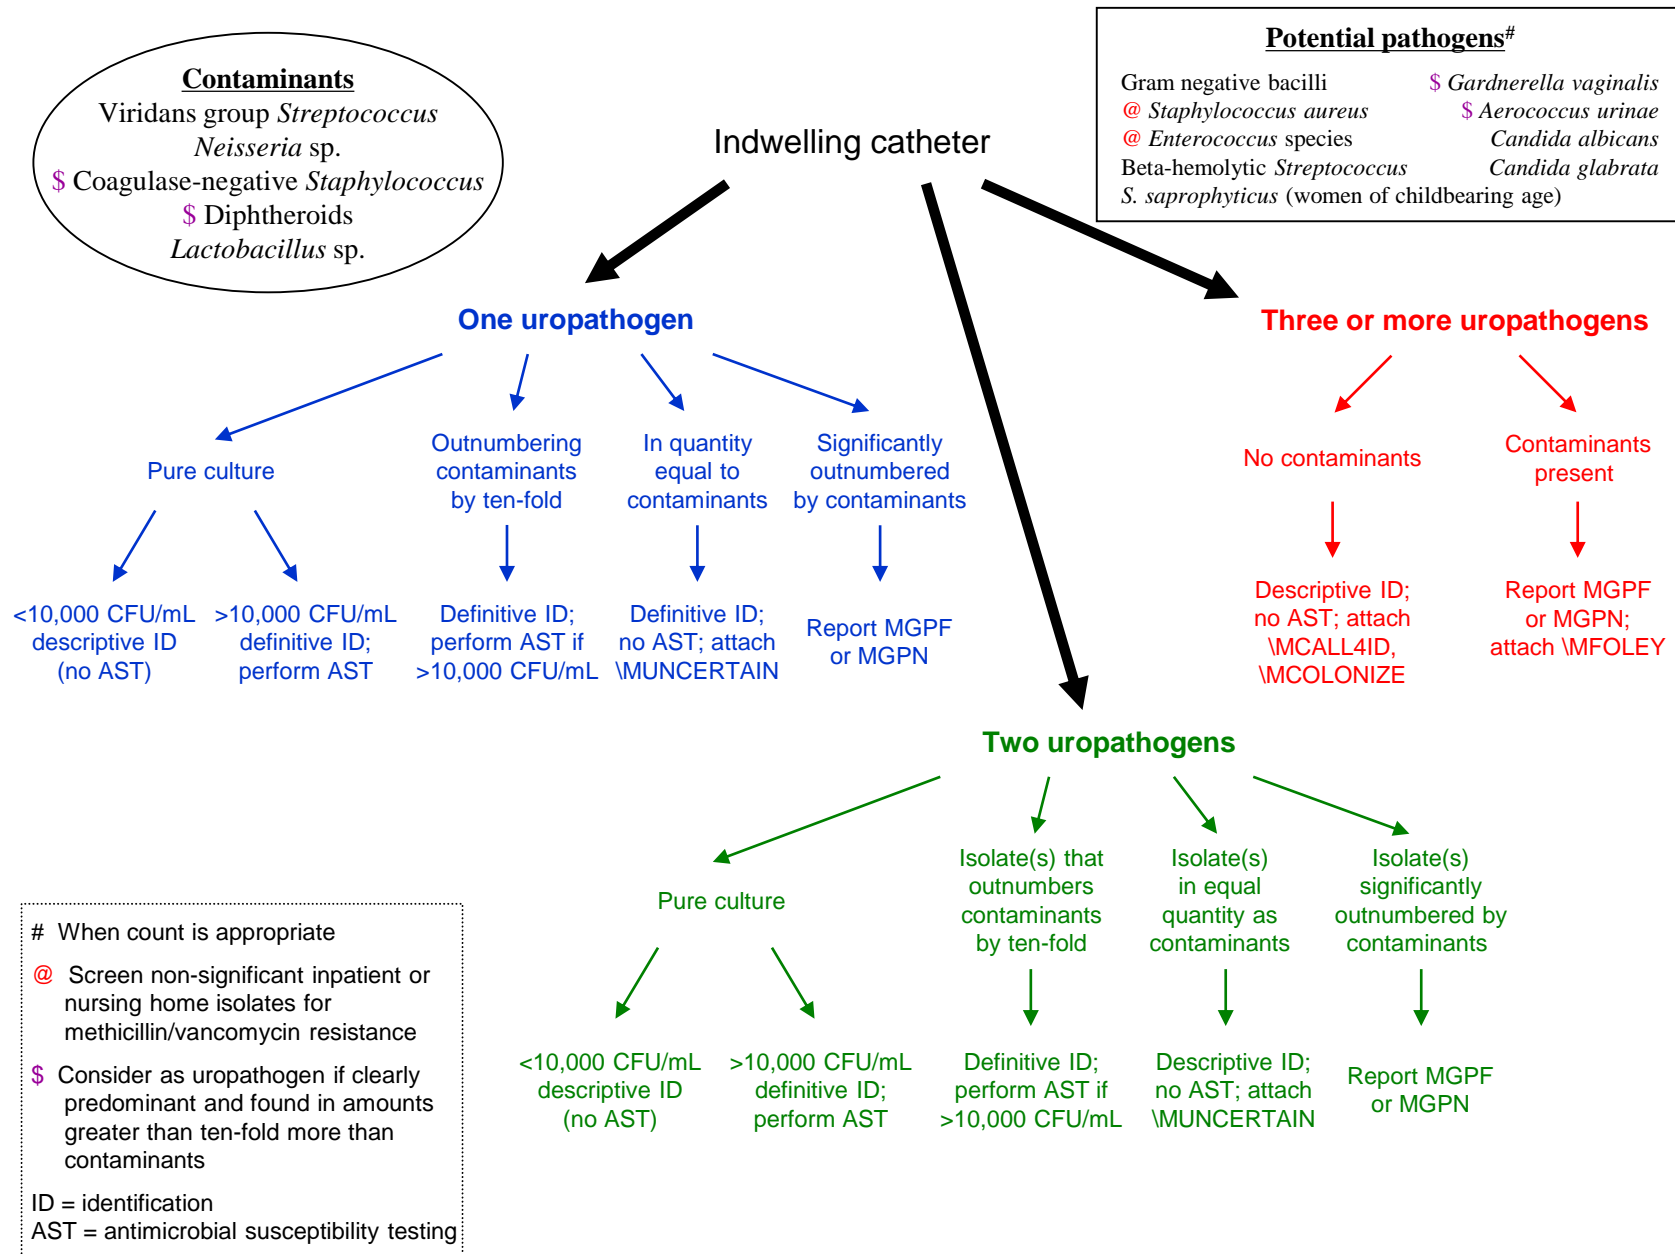 Contaminants
Viridans group Streptococcus
Neisseria sp.
$ Coagulase-negative Staphylococcus
$ Diphtheroids
Lactobacillus sp.
Potential pathogens#
Gram negative bacilli
@ Staphylococcus aureus
@ Enterococcus species
Beta-hemolytic Streptococcus
S. saprophyticus (women of childbearing age)
$ Gardnerella vaginalis
$ Aerococcus urinae
Candida albicans
Candida glabrata
Indwelling catheter
One uropathogen
Pure culture
<10,000 CFU/mL
descriptive ID
(no AST)
>10,000 CFU/mL
definitive ID;
perform AST
Outnumbering
contaminants
by ten-fold
Definitive ID;
perform AST if
>10,000 CFU/mL
In quantity
equal to
contaminants
Definitive ID;
no AST; attach
\MUNCERTAIN
Significantly
outnumbered
by contaminants
Report MGPF
or MGPN
Three or more uropathogens
No contaminants
Descriptive ID;
no AST; attach
\MCALL4ID,
\MCOLONIZE
Contaminants
present
Report MGPF
or MGPN;
attach \MFOLEY
Two uropathogens
Pure culture
<10,000 CFU/mL
descriptive ID
(no AST)
>10,000 CFU/mL
definitive ID;
perform AST
Isolate(s) that
outnumbers
contaminants
by ten-fold
Definitive ID;
perform AST if
>10,000 CFU/mL
Isolate(s)
in equal
quantity as
contaminants
Descriptive ID;
no AST; attach
\MUNCERTAIN
Isolate(s)
significantly
outnumbered by
contaminants
Report MGPF
or MGPN
# When count is appropriate
@ Screen non-significant inpatient or
nursing home isolates for
methicillin/vancomycin resistance
$ Consider as uropathogen if clearly
predominant and found in amounts
greater than ten-fold more than
contaminants
ID = identification
AST = antimicrobial susceptibility testing